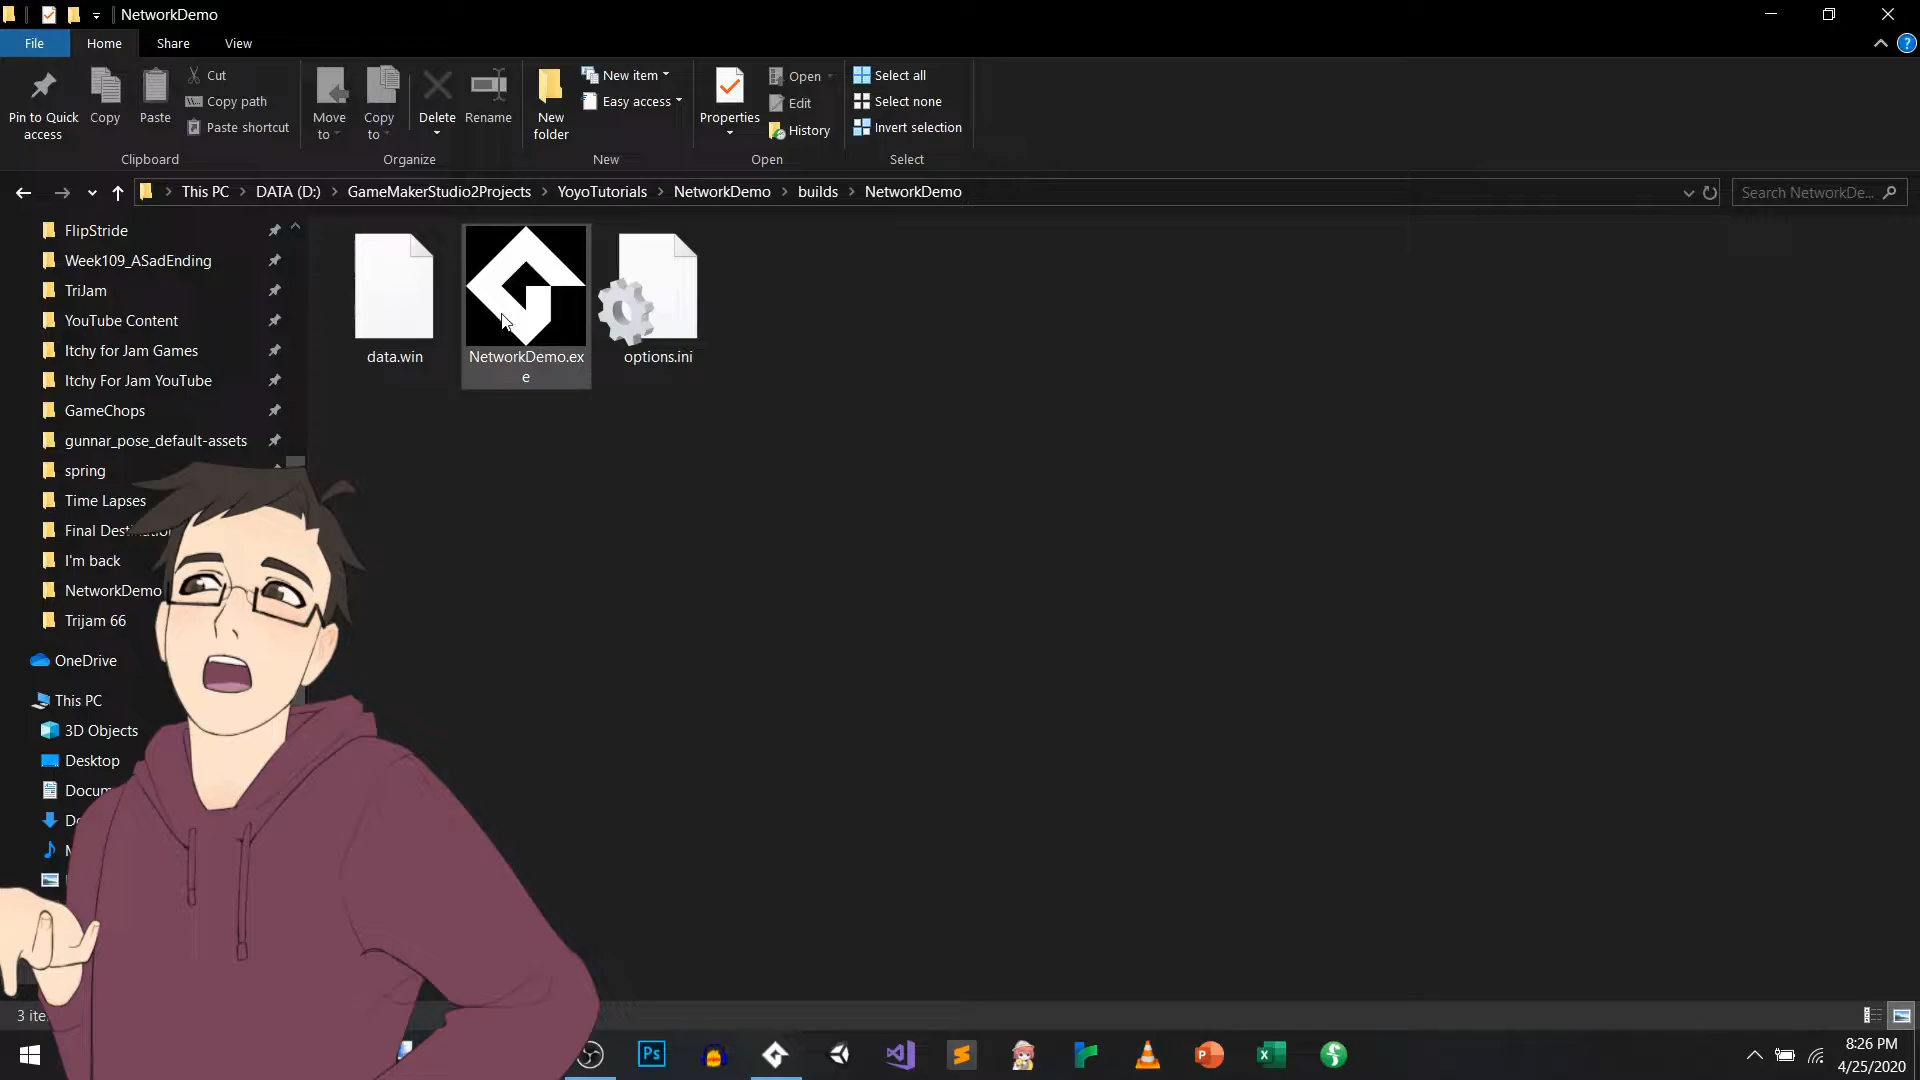 NetworkDemo
File Home Share View
Pin to Quick access
Copy
Paste
Cut
Copy path
Paste shortcut
Clipboard
Move to
Copy to
Delete
Rename
Organize
New folder
New item
Easy access
New
Properties
Open
Edit
History
Open
Select all
Select none
Invert selection
Select
This PC DATA (D:) GameMakerStudio2Projects YoyoTutorials NetworkDemo builds NetworkDemo
Search NetworkDe...
FlipStride
Week109_ASadEnding
TriJam
YouTube Content
Itchy for Jam Games
Itchy For Jam YouTube
GameChops
gunnar_pose_default-assets
spring
Time Lapses
Final
I'm back
NetworkDemo
Trijam 66
OneDrive
This PC
3D Objects
Desktop
data.win
NetworkDemo.ex
e
options.ini
3
Ps
8:26 PM
4/25/2020